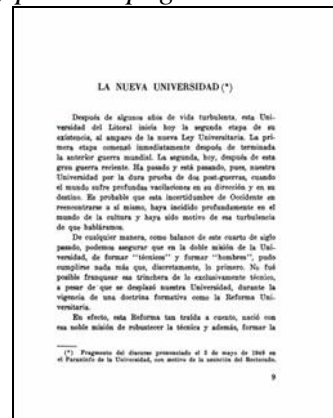 LA NUEVA UNIVERSIDAD (*)
Después de algunos años de vida turbulenta, esta Uni-
versidad del Litoral inicia hoy la segunda etapa de su
existencia, al amparo de la nueva Ley Universitaria. La pri-
mera etapa comenzó inmediatamente después de terminada
la anterior guerra mundial. La segunda, hoy, después de esta
gran guerra reciente. Ha pasado y está pasando, pues, nuestra
Universidad por la dura prueba de dos post-guerras, cuando
el mundo sufre profundas vacilaciones en su dirección y en su
destino. Es probable que esta incertidumbre de Occidente en
reencontrarse a sí mismo, haya incidido profundamente en el
mundo de la cultura y haya sido motivo de esa turbulencia
de que habláramos.
De cualquier manera, como balance de este cuarto de siglo
pasado, podemos asegurar que en la doble misión de la Uni-
versidad, de formar "técnicos" y formar "hombres", pudo
cumplirse nada más que, discretamente, lo primero. No fué
posible franquear esa trinchera de lo exclusivamente técnico,
a pesar de que se desplazó nuestra Universidad, durante la
vigencia de una doctrina formativa como la Reforma Uni-
versitaria.
En efecto, esta Reforma tan traída a cuento, nació con
esa noble misión de robustecer la técnica y además, formar la
(*) Fragmento del discurso pronunciado el 3 de mayo de 1949 en
el Paraninfo de la Universidad, con motivo de la asunción del Rectorado.
9